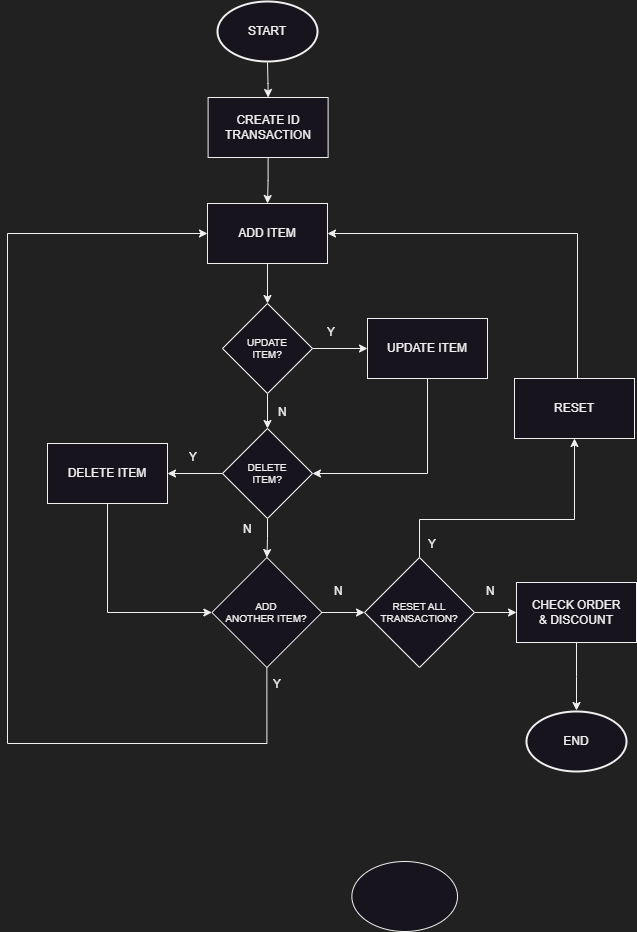 START
CREATE ID
TRANSACTION
ADD ITEM
UPDATE
ITEM?
Y
UPDATE ITEM
N
RESET
DELETE ITEM
Y
DELETE
ITEM?
N
Y
ADD
ANOTHER ITEM?
N
RESET ALL
TRANSACTION?
N
CHECK ORDER
& DISCOUNT
Y
END